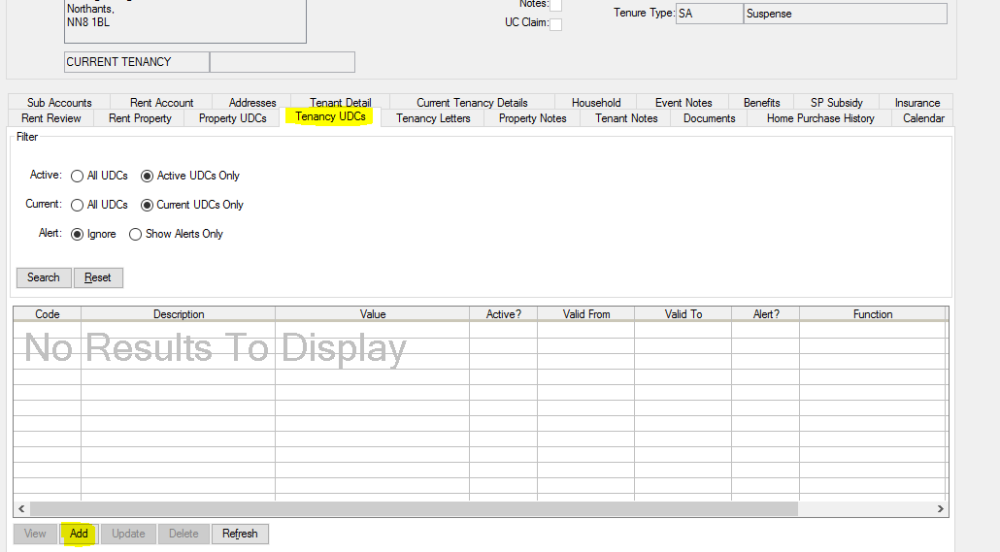 Northants,
NN8 1BL
Notes:
UC Claim:
Tenure Type: SA Suspense
CURRENT TENANCY
Sub Accounts Rent Account Addresses Tenant Detail Current Tenancy Details Household Event Notes Benefits SP Subsidy Insurance
Rent Review Rent Property Property UDCs Tenancy UDCs Tenancy Letters Property Notes Tenant Notes Documents Home Purchase History Calendar
Filter
Active: All UDCs Active UDCs Only
Current: All UDCs Current UDCs Only
Alert: Ignore Show Alerts Only
Search Reset
Code Description Value Active? Valid From Valid To Alert? Function
No Results To Display
View Add Update Delete Refresh